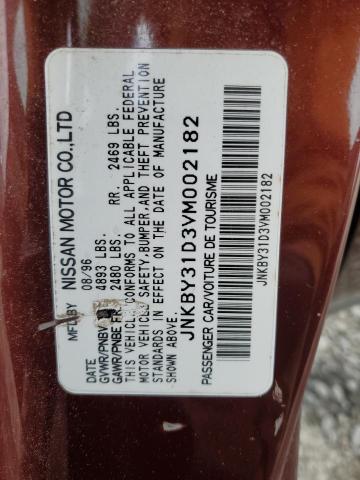 MFD BY NISSAN MOTOR CO.,LTD
DATE 08/96
GVWR/PNBV 4893 LBS.
GAWR/PNBE FR. 2480 LBS. RR. 2469 LBS.
THIS VEHICLE CONFORMS TO ALL APPLICABLE FEDERAL
MOTOR VEHICLE SAFETY,BUMPER,AND THEFT PREVENTION
STANDARDS IN EFFECT ON THE DATE OF MANUFACTURE
SHOWN ABOVE.
JNKBY31D3VM002182
PASSENGER CAR/VOITURE DE TOURISME
JNKBY31D3VM002182